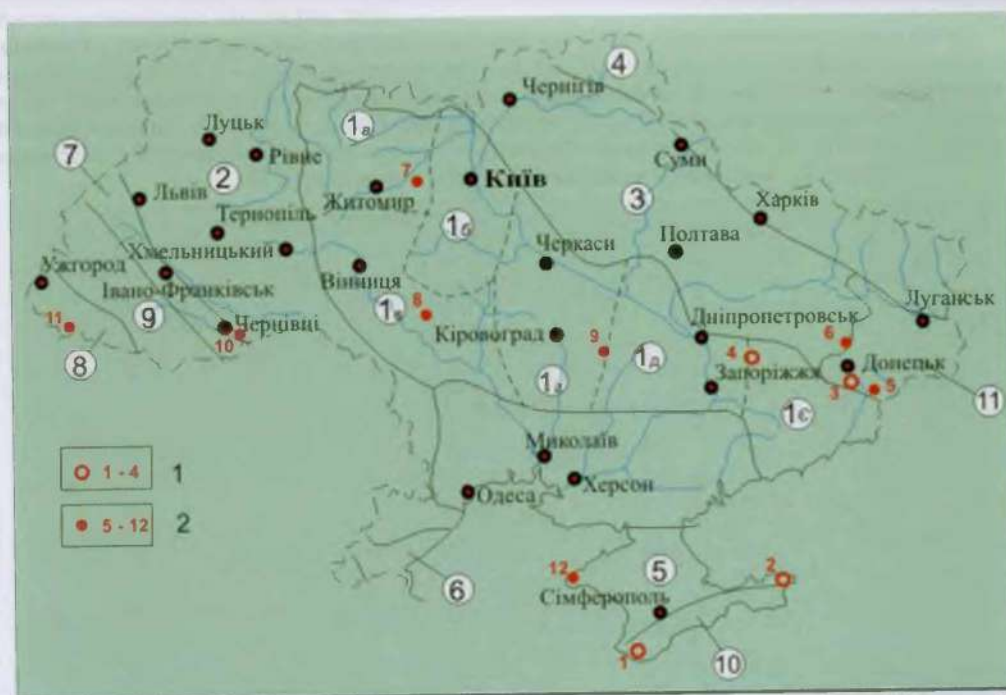 4
Чернігів
1а
Луцьк
Суми
7
Рівне
7
Київ
2
3
Харків
Львів
Житомир
Тернопіль
1б
Полтава
Хмельницький
Черкаси
Ужгород
Вінниця
Луганськ
Івано-Франківськ
8
Дніпропетровськ
11
9
1в
6
Чернівці
Кіровоград
9
10
4
Донецьк
8
1д
Запоріжжя
3
5
11
1г
1є
Миколаїв
1 - 4
1
Херсон
Одеса
5 - 12
2
12
5
2
6
Сімферополь
1
10